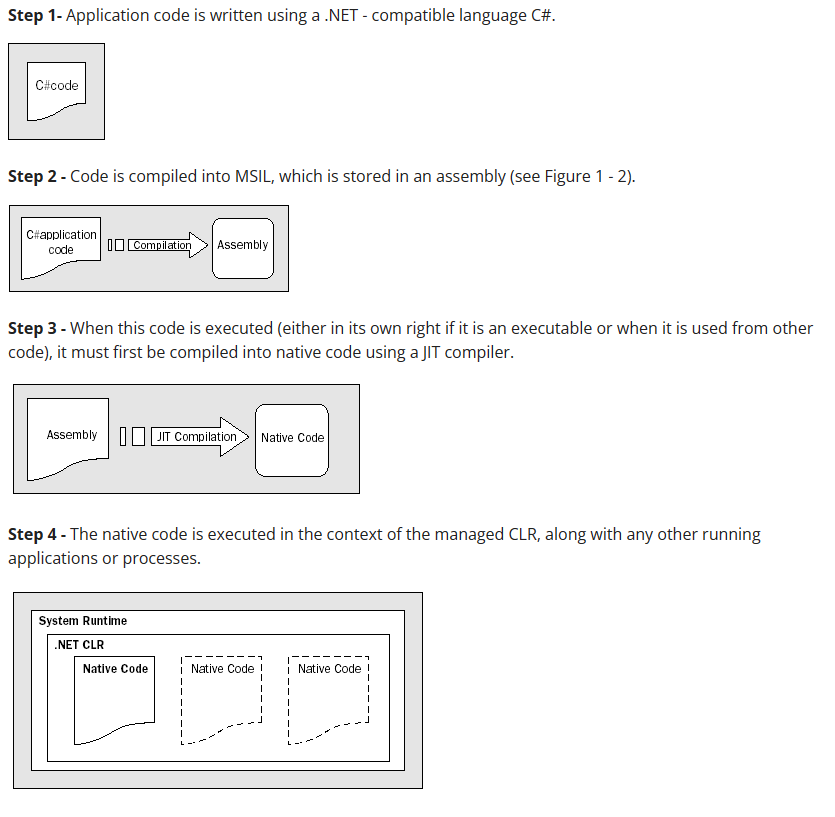 Step 1- Application code is written using a .NET - compatible language C#.
C#code
Step 2 - Code is compiled into MSIL, which is stored in an assembly (see Figure 1 - 2).
C#application
code
Compilation
Assembly
Step 3 - When this code is executed (either in its own right if it is an executable or when it is used from other
code), it must first be compiled into native code using a JIT compiler.
Assembly
JIT Compilation
Native Code
Step 4 - The native code is executed in the context of the managed CLR, along with any other running
applications or processes.
System Runtime
.NET CLR
Native Code
Native Code
Native Code